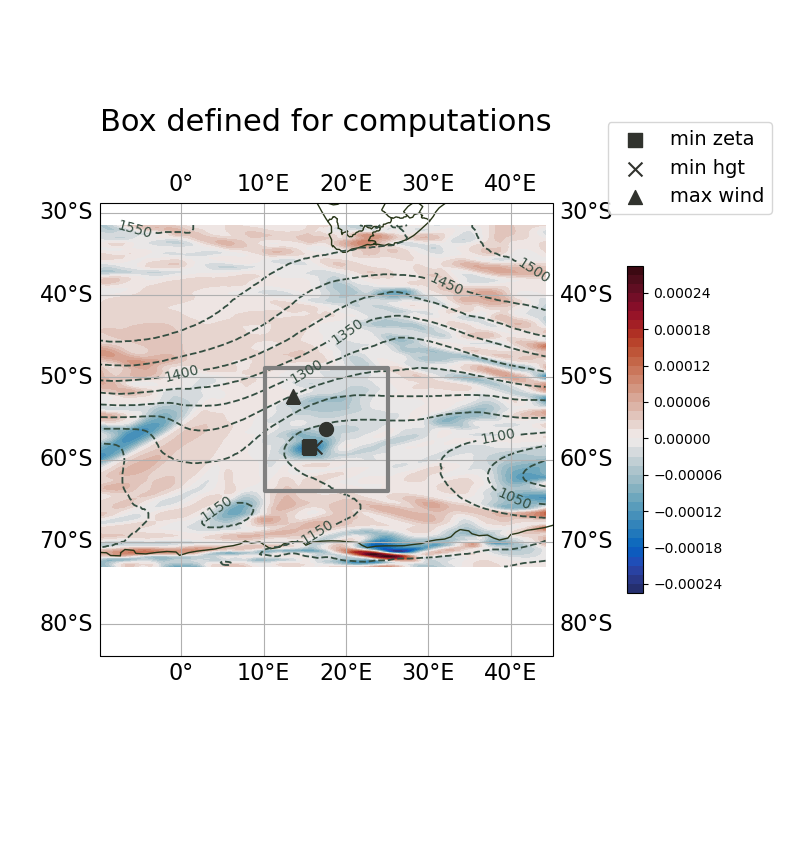 Box defined for computations
min zeta
min hgt
max wind
0° 10°E 20°E 30°E 40°E
30°S 30°S
40°S 40°S
50°S 50°S
60°S 60°S
70°S 70°S
80°S 80°S
0° 10°E 20°E 30°E 40°E
1550
1500
1450
1350
1400
1300
1100
1050
1150
1150
0.00024
0.00018
0.00012
0.00006
0.00000
−0.00006
−0.00012
−0.00018
−0.00024